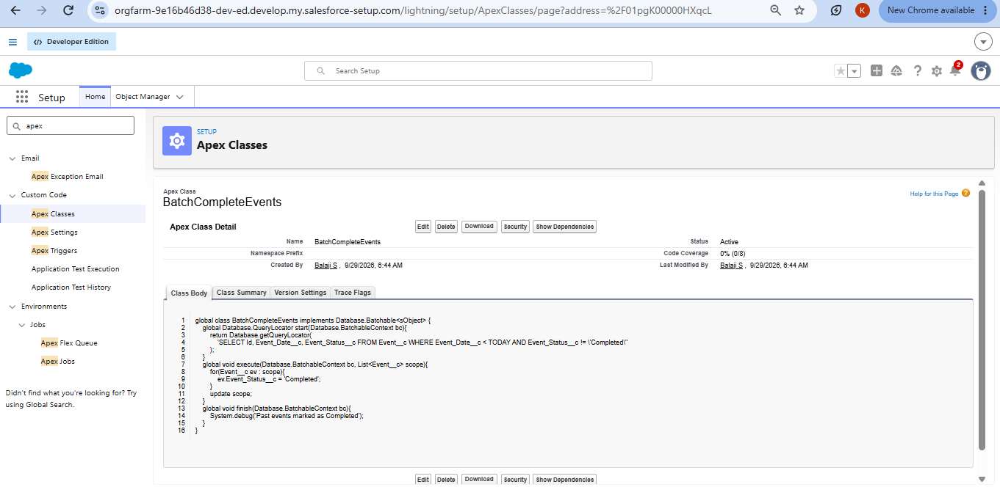 orgfarm-9e16b46d38-dev-ed.develop.my.salesforce-setup.com/lightning/setup/ApexClasses/page?address=%2F01pgK00000HXqcL
K
New Chrome available
Developer Edition
Search Setup
2
Setup
Home
Object Manager
apex
Email
Apex Exception Email
Custom Code
Apex Classes
Apex Settings
Apex Triggers
Application Test Execution
Application Test History
Environments
Jobs
Apex Flex Queue
Apex Jobs
Didn't find what you're looking for? Try
using Global Search.
SETUP
Apex Classes
Apex Class
BatchCompleteEvents
Help for this Page ?
Apex Class Detail
Edit Delete Download Security Show Dependencies
Name BatchCompleteEvents Status Active
Namespace Prefix Code Coverage 0% (0/8)
Created By Balaji S , 9/29/2026, 6:44 AM Last Modified By Balaji S , 9/29/2026, 6:44 AM
Class Body Class Summary Version Settings Trace Flags
1 global class BatchCompleteEvents implements Database.Batchable<sObject> {
2 global Database.QueryLocator start(Database.BatchableContext bc){
3 return Database.getQueryLocator(
4 'SELECT Id, Event_Date__c, Event_Status__c FROM Event__c WHERE Event_Date__c < TODAY AND Event_Status__c != \'Completed\''
5 );
6 }
7 global void execute(Database.BatchableContext bc, List<Event__c> scope){
8 for(Event__c ev : scope){
9 ev.Event_Status__c = 'Completed';
10 }
11 update scope;
12 }
13 global void finish(Database.BatchableContext bc){
14 System.debug('Past events marked as Completed');
15 }
16 }
Edit Delete Download Security Show Dependencies